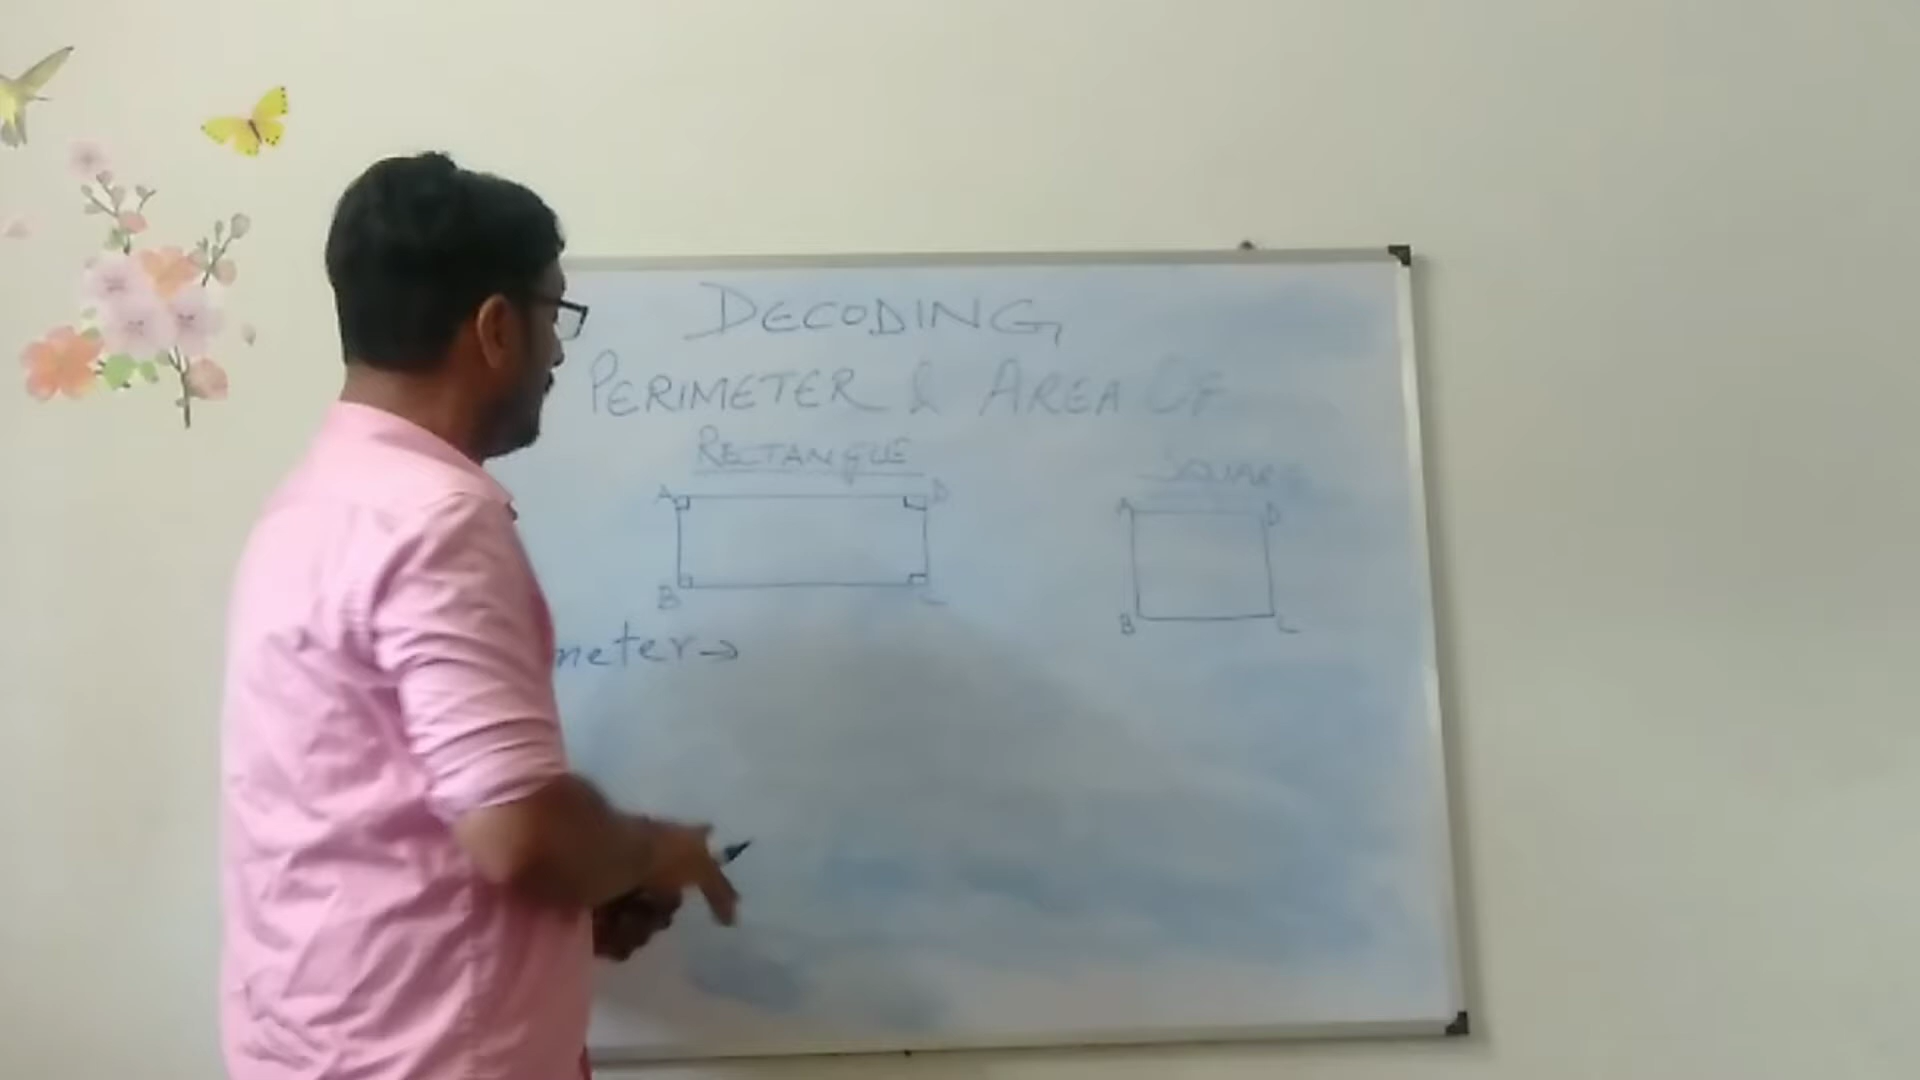 DECODING
PERIMETER & AREA OF
RECTANGLE
SQUARE
A D
B C
A D
B C
meter →